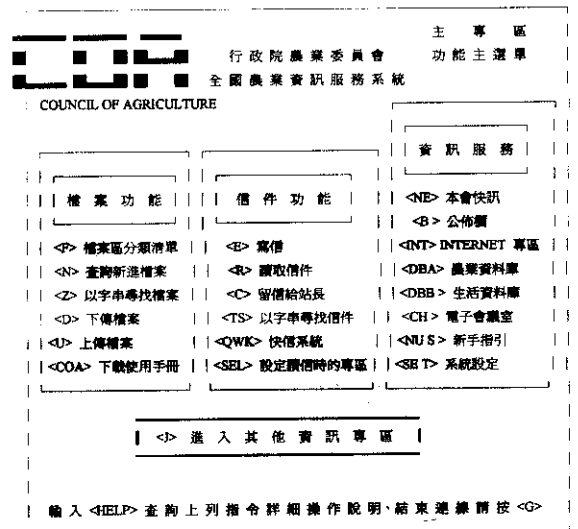 主 專 區
行 政 院 農 業 委 員 會
功 能 主 選 單
全 國 農 業 資 訊 服 務 系 統
COUNCIL OF AGRICULTURE
檔 案 功 能
<F> 檔案區分類清單
<N> 查詢新進檔案
<Z> 以字串尋找檔案
<D> 下傳檔案
<U> 上傳檔案
<COA> 下載使用手冊
信 件 功 能
<E> 寫信
<R> 讀取信件
<C> 留信給站長
<TS> 以字串尋找信件
<QWK> 快信系統
<SEL> 設定讀信時的專區
資 訊 服 務
<NE> 本會快訊
<B> 公佈欄
<INT> INTERNET 專區
<DBA> 農業資料庫
<DBB> 生活資料庫
<CH> 電子會議室
<NU S> 新手指引
<SE T> 系統設定
<J> 進 入 其 他 資 訊 專 區
輸 入 <HELP> 查 詢 上 列 指 令 詳 細 操 作 說 明、結 束 連 線 請 按 <G>